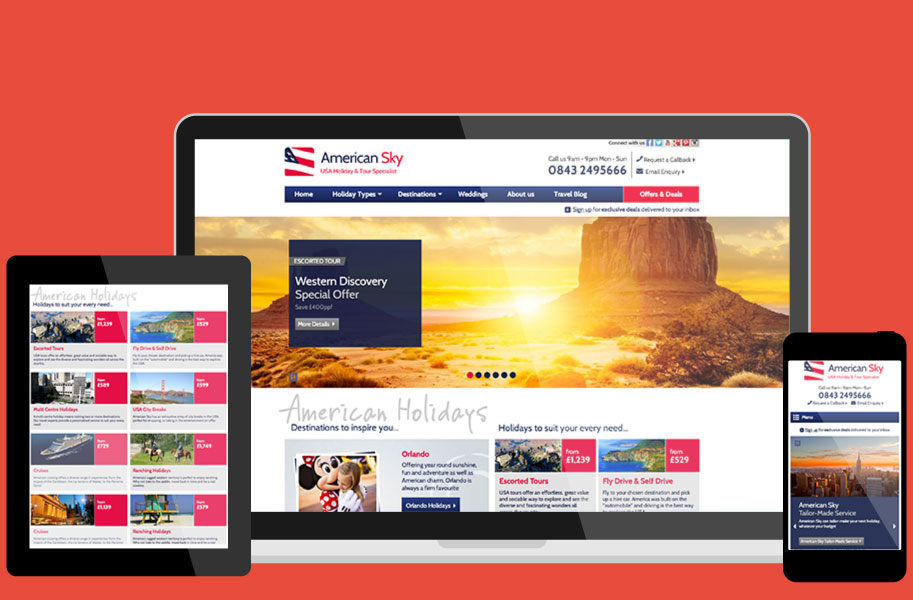 Connect with us
American Sky
USA Holiday & Tour Specialist
Call us 9am - 9pm Mon - Sun
0843 2495666
Request a Callback
Email Enquiry
Home Holiday Types Destinations Weddings About us Travel Blog Offers & Deals
Sign up for exclusive deals delivered to your inbox
ESCORTED TOUR
Western Discovery
Special Offer
Save £400pp!
More Details
American Holidays
Destinations to inspire you...
Orlando
Offering year round sunshine,
fun and adventure as well as
American charm, Orlando is
always a firm favourite
Orlando Holidays
Holidays to suit your every need...
from
£1,239
Escorted Tours
USA tours offer an effortless, great value
and sociable way to explore and see the
diverse and fascinating wonders all
from
£529
Fly Drive & Self Drive
Fly to your chosen destination and pick
up a hire car. America was built on the
"automobile" and driving is the best way
American Holidays
Holidays to suit your every need...
from
£1,239
from
£529
Escorted Tours
Fly Drive & Self Drive
from
£589
from
£599
Multi Centre Holidays
USA City Breaks
from
£729
from
£1,749
Cruises
Ranching Holidays
from
£1,139
from
£579
Cruises
Ranching Holidays
American Sky
USA Holiday & Tour Specialist
Call us 9am - 9pm Mon - Sun
0843 2495666
Request a Callback Email Enquiry
Menu
Sign up for exclusive deals delivered to your inbox
American Sky
Tailor-Made Service
American Sky can tailor-make your next holiday,
whatever your budget
American Sky Tailor-Made Service